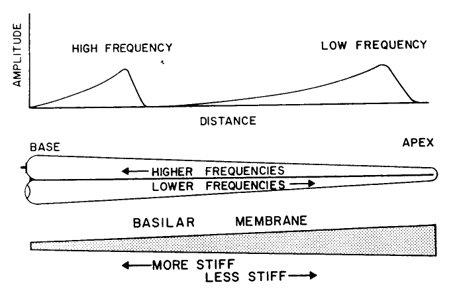 AMPLITUDE
HIGH FREQUENCY
LOW FREQUENCY
DISTANCE
BASE
APEX
HIGHER FREQUENCIES
LOWER FREQUENCIES
BASILAR MEMBRANE
MORE STIFF
LESS STIFF